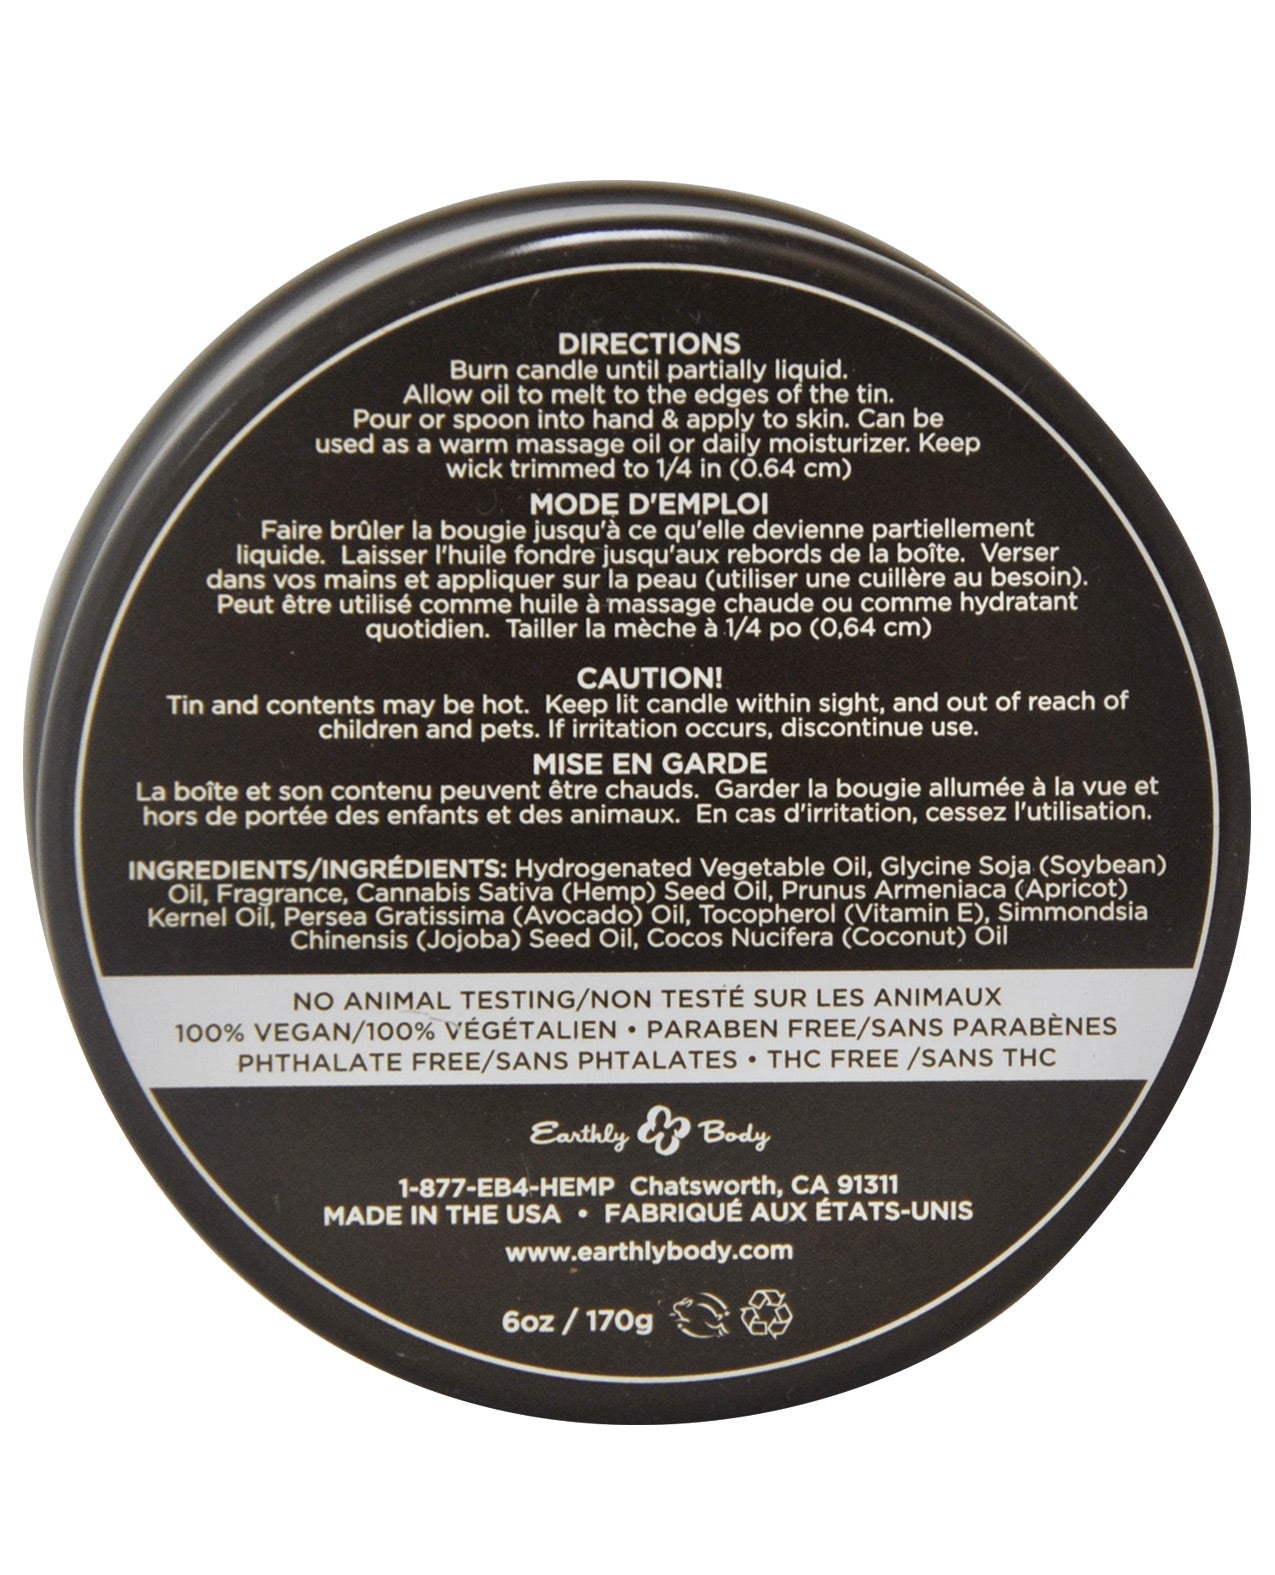 DIRECTIONS
Burn candle until partially liquid.
Allow oil to melt to the edges of the tin.
Pour or spoon into hand & apply to skin. Can be
used as a warm massage oil or daily moisturizer. Keep
wick trimmed to 1/4 in (0.64 cm)
MODE D'EMPLOI
Faire brûler la bougie jusqu'à ce qu'elle devienne partiellement
liquide. Laisser l'huile fondre jusqu'aux rebords de la boîte. Verser
dans vos mains et appliquer sur la peau (utiliser une cuillère au besoin).
Peut être utilisé comme huile à massage chaude ou comme hydratant
quotidien. Tailler la mèche à 1/4 po (0,64 cm)
CAUTION!
Tin and contents may be hot. Keep lit candle within sight, and out of reach of
children and pets. If irritation occurs, discontinue use.
MISE EN GARDE
La boîte et son contenu peuvent être chauds. Garder la bougie allumée à la vue et
hors de portée des enfants et des animaux. En cas d'irritation, cessez l'utilisation.
INGREDIENTS/INGRÉDIENTS: Hydrogenated Vegetable Oil, Glycine Soja (Soybean)
Oil, Fragrance, Cannabis Sativa (Hemp) Seed Oil, Prunus Armeniaca (Apricot)
Kernel Oil, Persea Gratissima (Avocado) Oil, Tocopherol (Vitamin E), Simmondsia
Chinensis (Jojoba) Seed Oil, Cocos Nucifera (Coconut) Oil
NO ANIMAL TESTING/NON TESTÉ SUR LES ANIMAUX
100% VEGAN/100% VÉGÉTALIEN • PARABEN FREE/SANS PARABÈNES
PHTHALATE FREE/SANS PHTALATES • THC FREE /SANS THC
Earthly Body
1-877-EB4-HEMP Chatsworth, CA 91311
MADE IN THE USA • FABRIQUÉ AUX ÉTATS-UNIS
www.earthlybody.com
6oz / 170g